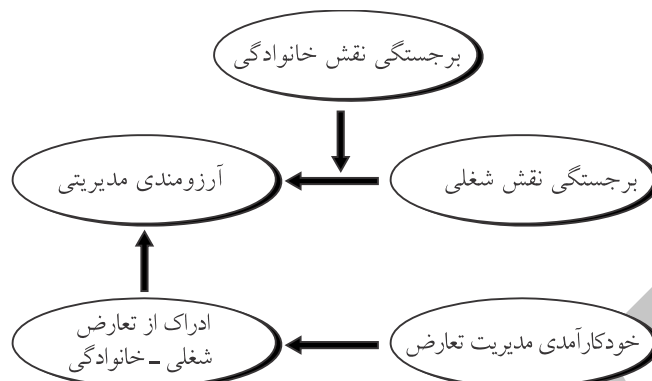 برجستگی نقش خانوادگی
برجستگی نقش شغلی
آرزومندی مدیریتی
خودکارآمدی مدیریت تعارض
ادراک از تعارض
شغلی - خانوادگی